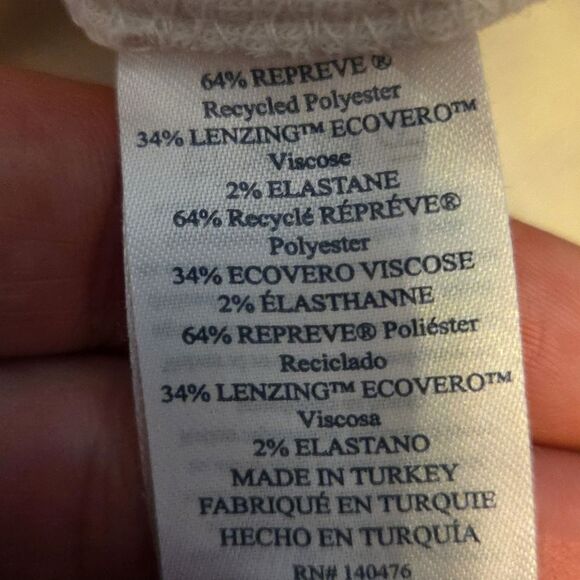 64% REPREVE ®
Recycled Polyester
34% LENZING™ ECOVERO™
Viscose
2% ELASTANE
64% Recyclé RÉPRÉVE®
Polyester
34% ECOVERO VISCOSE
2% ÉLASTHANNE
64% REPREVE® Poliéster
Reciclado
34% LENZING™ ECOVERO™
Viscosa
2% ELASTANO
MADE IN TURKEY
FABRIQUÉ EN TURQUIE
HECHO EN TURQUÍA
RN# 140476